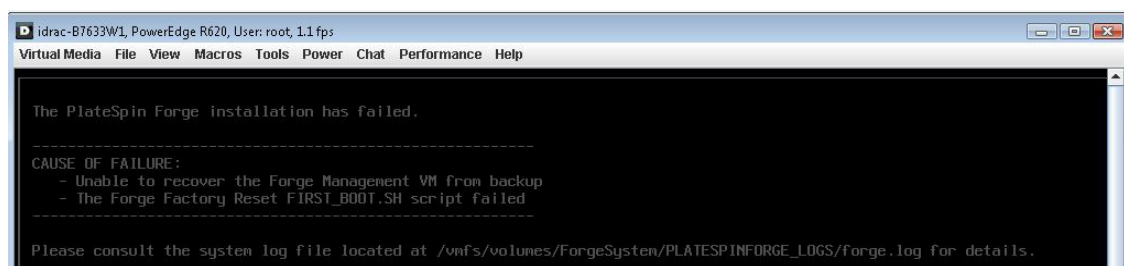 idrac-B7633W1, PowerEdge R620, User: root, 1.1 fps
Virtual Media File View Macros Tools Power Chat Performance Help
The PlateSpin Forge installation has failed.
------------------------------------------------------
CAUSE OF FAILURE:
- Unable to recover the Forge Management VM from backup
- The Forge Factory Reset FIRST_BOOT.SH script failed
------------------------------------------------------
Please consult the system log file located at /vmfs/volumes/ForgeSystem/PLATESPINFORGE_LOGS/forge.log for details.